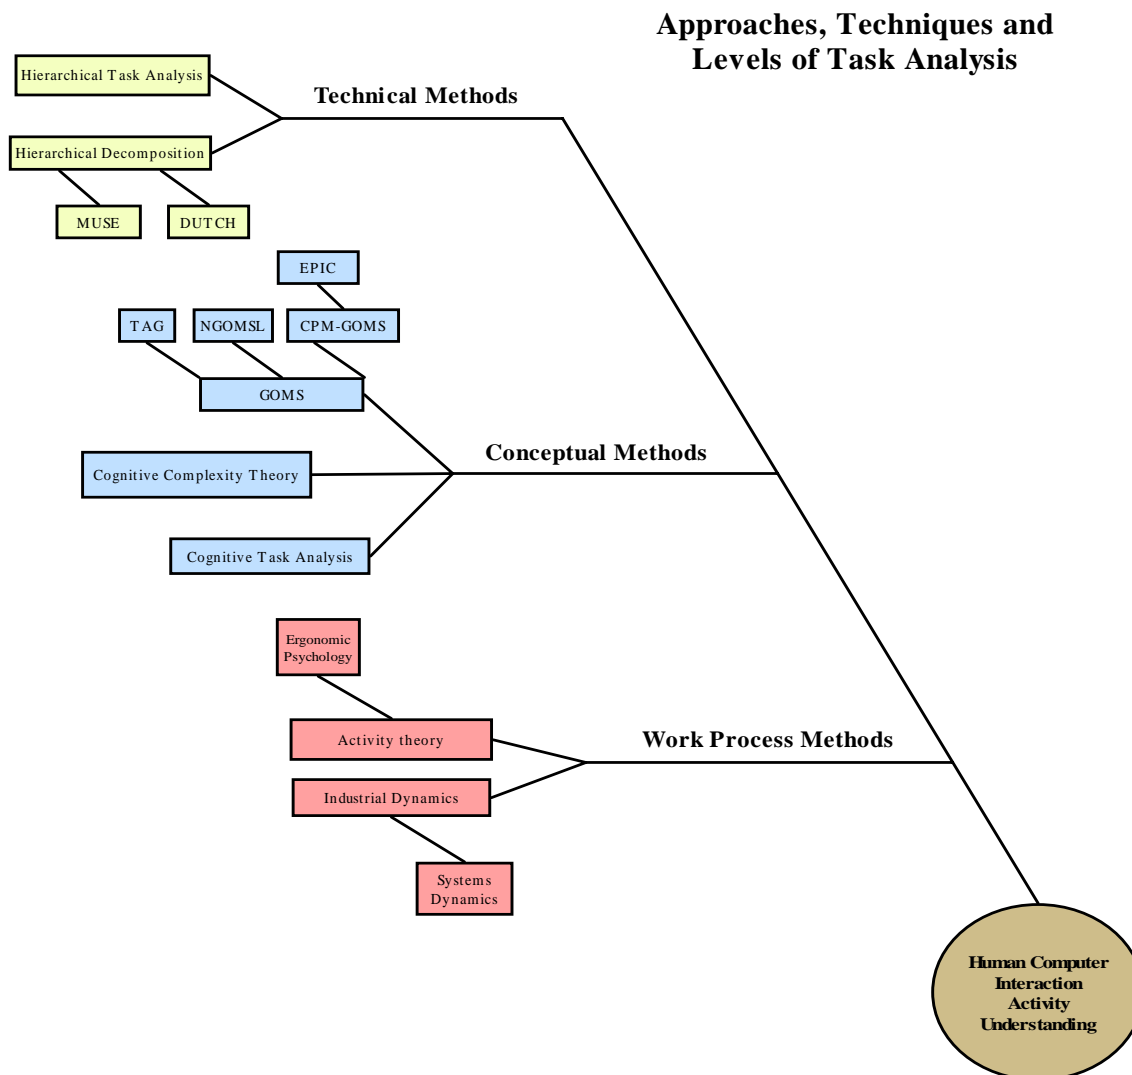 Approaches, Techniques and
Levels of Task Analysis
Hierarchical Task Analysis
Technical Methods
Hierarchical Decomposition
MUSE
DUTCH
EPIC
TAG
NGOMSL
CPM-GOMS
GOMS
Conceptual Methods
Cognitive Complexity Theory
Cognitive Task Analysis
Ergonomic
Psychology
Activity theory
Work Process Methods
Industrial Dynamics
Systems
Dynamics
Human Computer
Interaction
Activity
Understanding